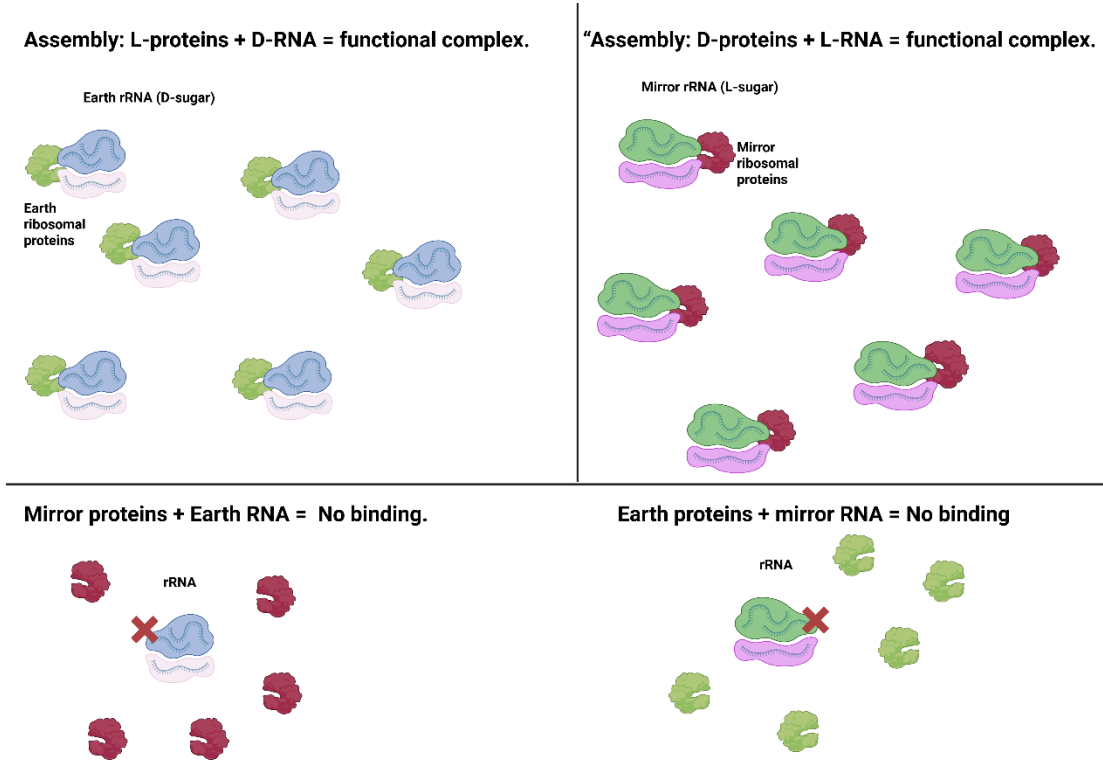 Assembly: L-proteins + D-RNA = functional complex.
Earth rRNA (D-sugar)
Earth
ribosomal
proteins
“Assembly: D-proteins + L-RNA = functional complex.
Mirror rRNA (L-sugar)
Mirror
ribosomal
proteins
Mirror proteins + Earth RNA = No binding.
rRNA
Earth proteins + mirror RNA = No binding
rRNA